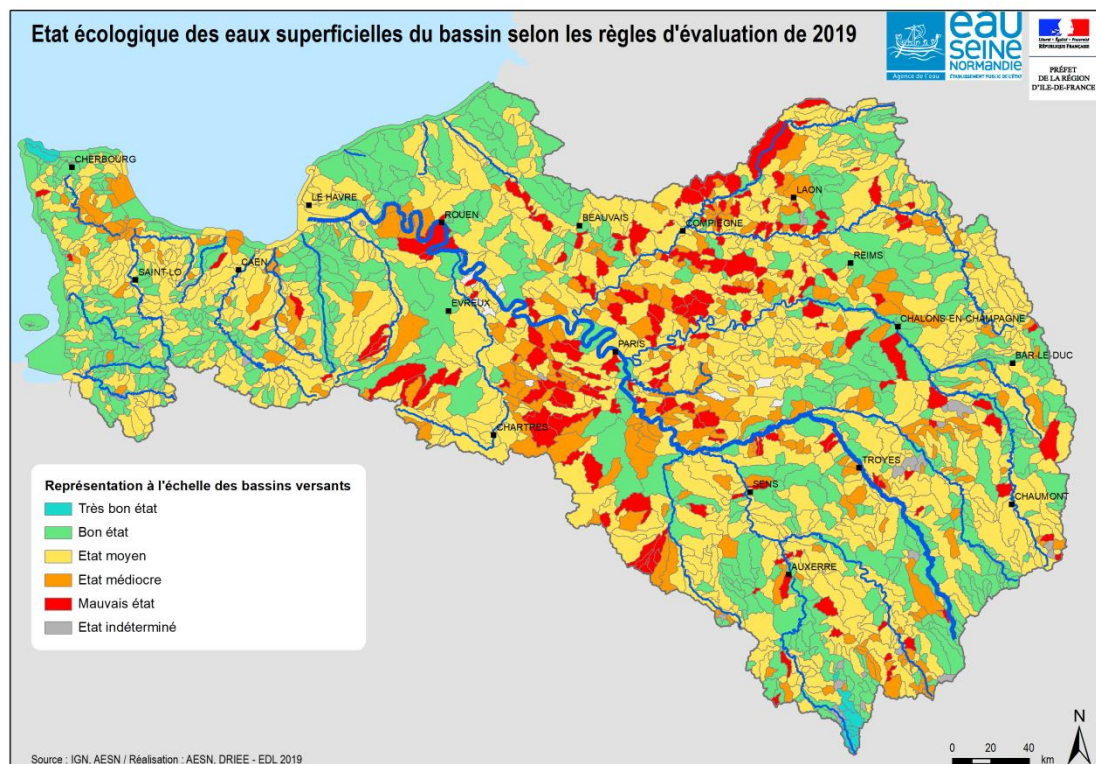 Etat écologique des eaux superficielles du bassin selon les règles d'évaluation de 2019
eau
SEINE
NORMANDIE
Agence de l'eau
ÉTABLISSEMENT PUBLIC DE L'ÉTAT
Liberté • Égalité • Fraternité
RÉPUBLIQUE FRANÇAISE
PRÉFET
DE LA RÉGION
D'ILE-DE-FRANCE
CHERBOURG
LE HAVRE
ROUEN
BEAUVAIS
COMPIEGNE
LAON
SAINT-LO
CAEN
EVREUX
REIMS
CHALONS-EN-CHAMPAGNE
PARIS
BAR-LE-DUC
CHARTRES
TROYES
SENS
CHAUMONT
AUXERRE
Représentation à l'échelle des bassins versants
Très bon état
Bon état
Etat moyen
Etat médiocre
Mauvais état
Etat indéterminé
N
0 20 40
km
Source : IGN, AESN / Réalisation : AESN, DRIEE - EDL 2019